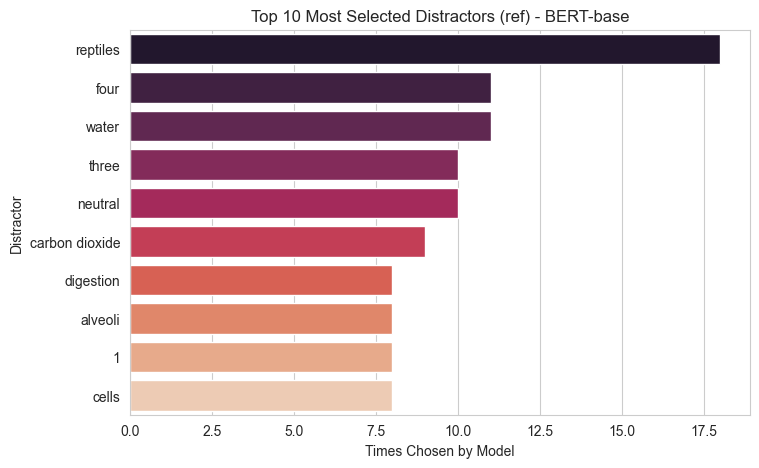 Top 10 Most Selected Distractors (ref) - BERT-base
Distractor
reptiles
four
water
three
neutral
carbon dioxide
digestion
alveoli
1
cells
0.0 2.5 5.0 7.5 10.0 12.5 15.0 17.5
Times Chosen by Model